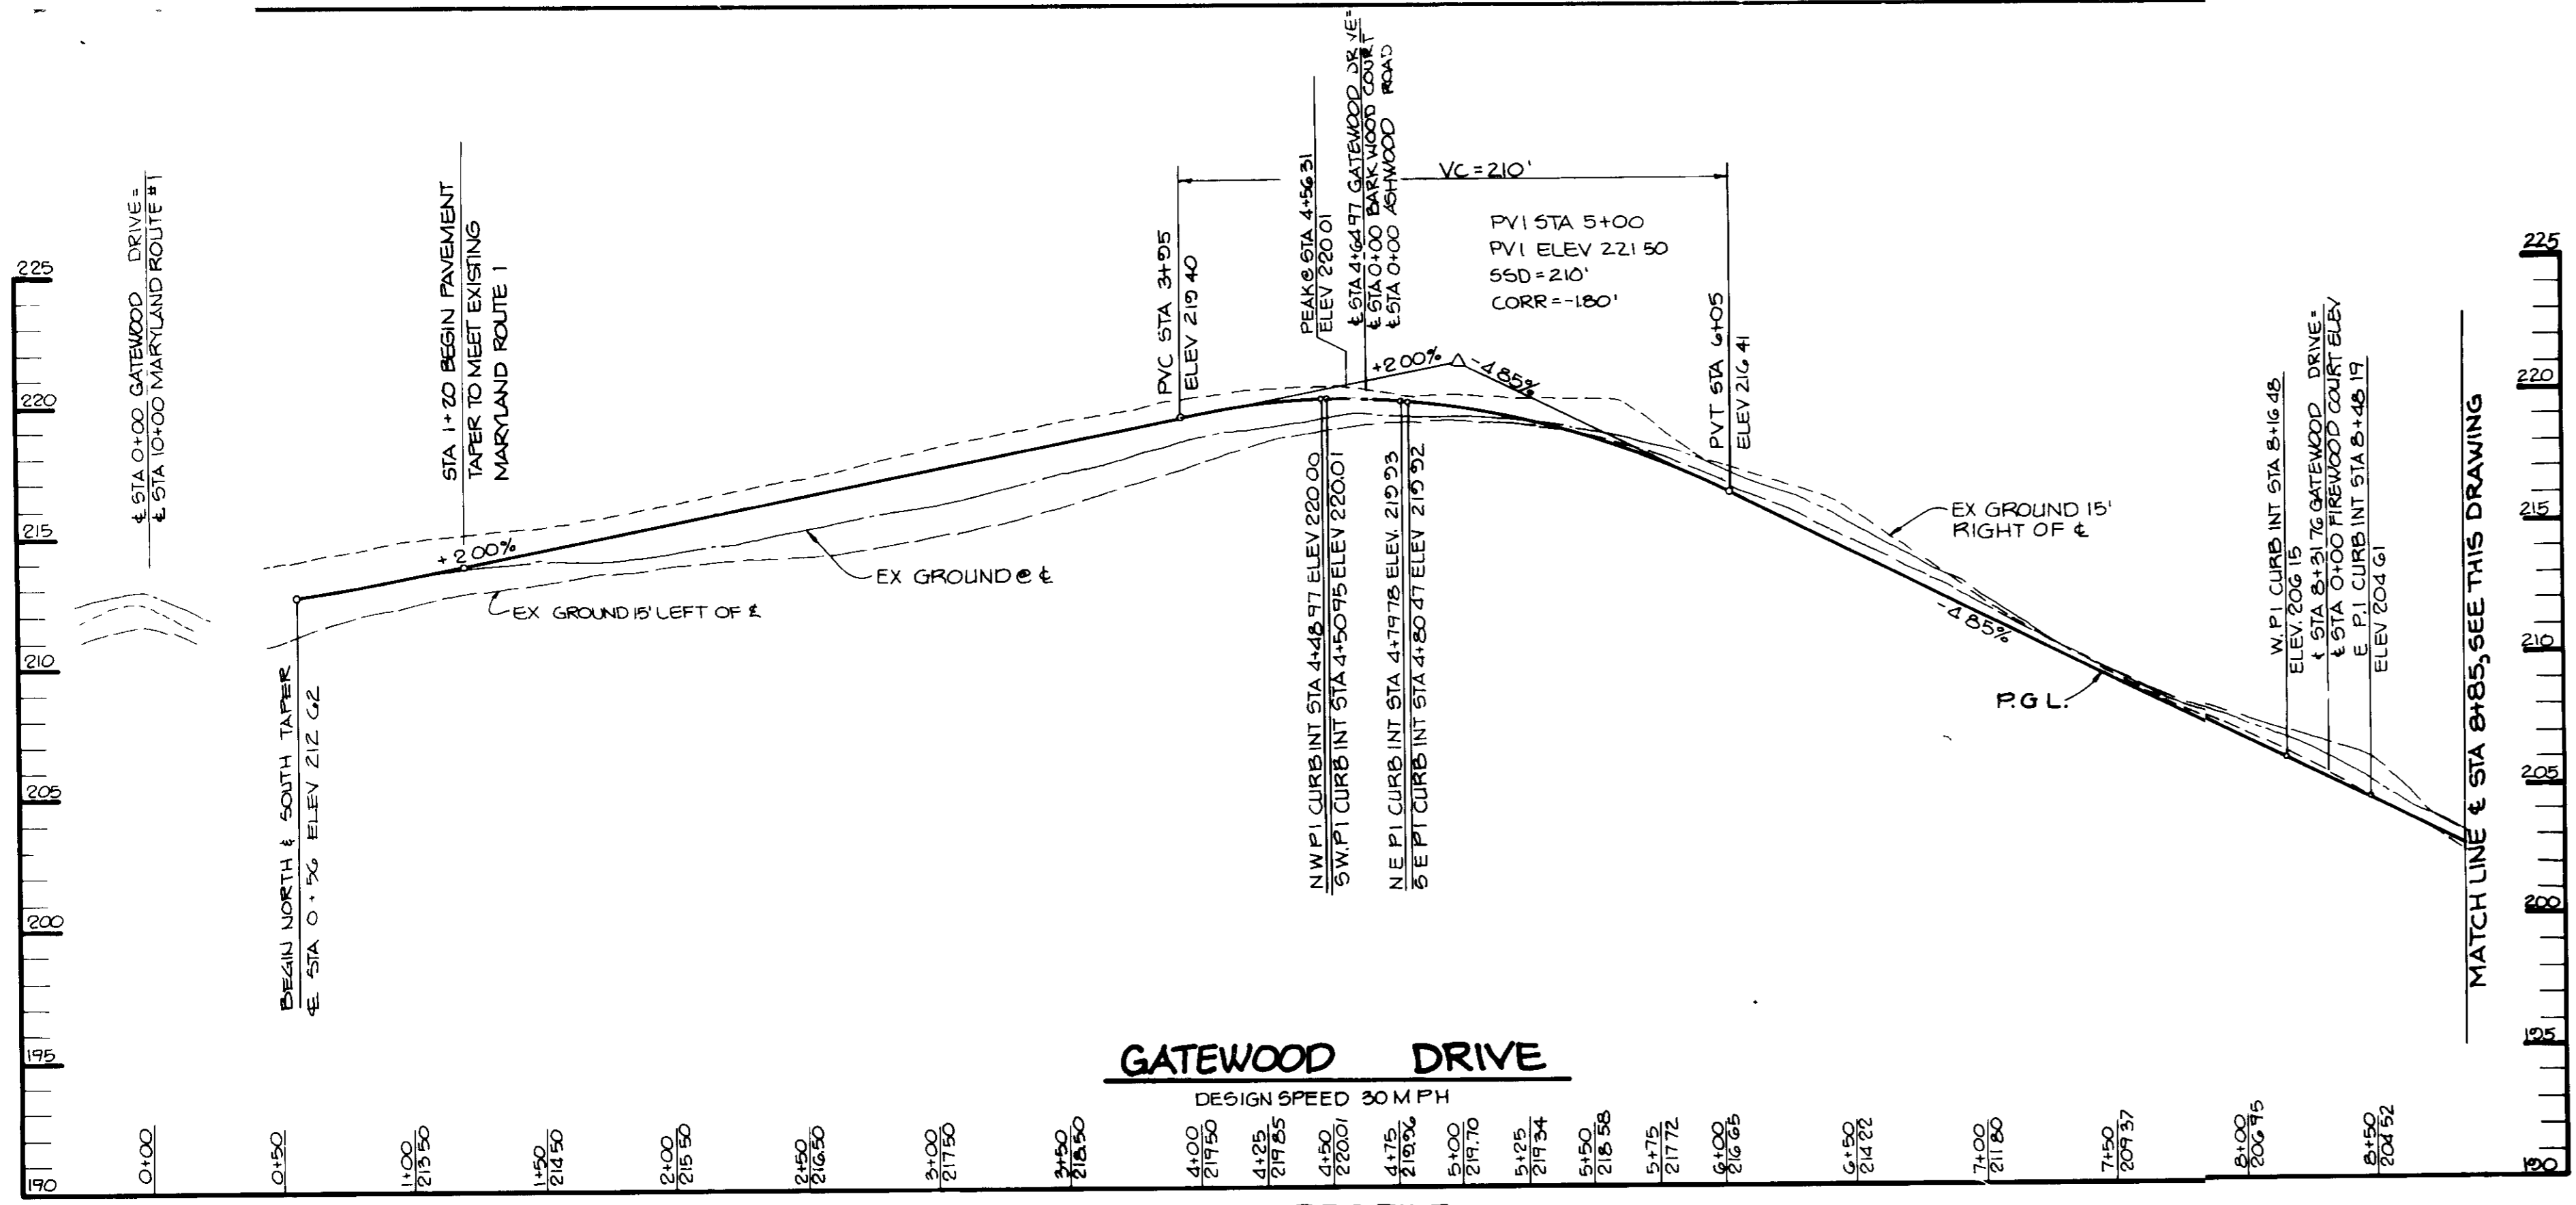 ℄ STA 0+00 GATEWOOD DRIVE =
℄ STA 10+00 MARYLAND ROUTE #1
STA 1+20 BEGIN PAVEMENT
TAPER TO MEET EXISTING
MARYLAND ROUTE 1
PVC STA 3+95
ELEV 219 40
PEAK @ STA 4+56 31
ELEV 220 01
℄ STA 4+64 97 GATEWOOD DRIVE =
℄ STA 0+00 BARKWOOD COURT
℄ STA 0+00 ASHWOOD ROAD
VC = 210'
PVI STA 5+00
PVI ELEV 221 50
SSD = 210'
CORR = -1.80'
PVT STA 6+05
ELEV 216 41
+2 00%
-4 85%
225
220
215
210
205
200
195
190
225
220
215
210
205
200
195
190
+2 00%
EX GROUND @ ℄
EX GROUND 15' LEFT OF ℄
EX GROUND 15'
RIGHT OF ℄
-4 85%
P.G L.
BEGIN NORTH & SOUTH TAPER
℄ STA 0+56 ELEV 212 62
N W P I CURB INT STA 4+48 97 ELEV 220 00
S W. P I CURB INT STA 4+50 95 ELEV 220.01
N E P I CURB INT STA 4+79 78 ELEV. 219 93
S E P I CURB INT STA 4+80 47 ELEV 219 92
W. P I CURB INT STA 8+16 48
ELEV. 206 15
℄ STA 8+31 76 GATEWOOD DRIVE =
℄ STA 0+00 FIREWOOD COURT ELEV
E P.I CURB INT STA 8+48 19
ELEV 204 61
MATCH LINE ℄ STA 8+85, SEE THIS DRAWING
GATEWOOD DRIVE
DESIGN SPEED 30 M P H
0+00
0+50
1+00
213 50
1+50
214 50
2+00
215 50
2+50
216.50
3+00
217 50
3+50
218.50
4+00
219 50
4+25
219 85
4+50
220.01
4+75
219.96
5+00
219.70
5+25
219 34
5+50
218 58
5+75
217 72
6+00
216 65
6+50
214 22
7+00
211 80
7+50
209 37
8+00
206 95
8+50
204 52